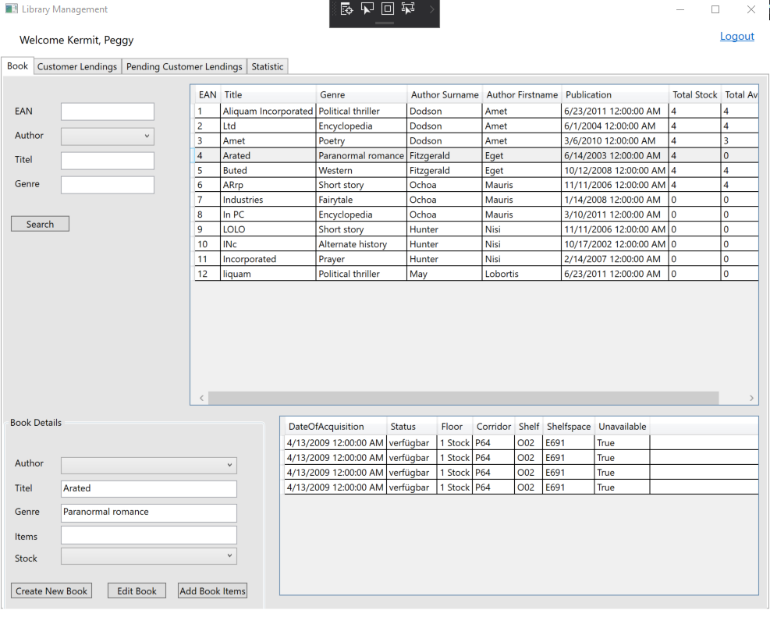 Library Management
Welcome Kermit, Peggy
Logout
Book Customer Lendings Pending Customer Lendings Statistic
EAN
Author
Titel
Genre
Search
EAN Title Genre Author Surname Author Firstname Publication Total Stock Total Av
1 Aliquam Incorporated Political thriller Dodson Amet 6/23/2011 12:00:00 AM 4 4
2 Ltd Encyclopedia Dodson Amet 6/1/2004 12:00:00 AM 4 4
3 Amet Poetry Dodson Amet 3/6/2010 12:00:00 AM 4 3
4 Arated Paranormal romance Fitzgerald Eget 6/14/2003 12:00:00 AM 4 0
5 Buted Western Fitzgerald Eget 10/12/2008 12:00:00 AM 4 4
6 ARrp Short story Ochoa Mauris 11/11/2006 12:00:00 AM 4 4
7 Industries Fairytale Ochoa Mauris 1/14/2008 12:00:00 AM 0 0
8 In PC Encyclopedia Ochoa Mauris 3/10/2011 12:00:00 AM 0 0
9 LOLO Short story Hunter Nisi 11/11/2006 12:00:00 AM 0 0
10 INc Alternate history Hunter Nisi 10/17/2002 12:00:00 AM 0 0
11 Incorporated Prayer Hunter Nisi 2/14/2007 12:00:00 AM 0 0
12 liquam Political thriller May Lobortis 6/23/2011 12:00:00 AM 0 0
Book Details
Author
Titel Arated
Genre Paranormal romance
Items
Stock
Create New Book Edit Book Add Book Items
DateOfAcquisition Status Floor Corridor Shelf Shelfspace Unavailable
4/13/2009 12:00:00 AM verfügbar 1 Stock P64 O02 E691 True
4/13/2009 12:00:00 AM verfügbar 1 Stock P64 O02 E691 True
4/13/2009 12:00:00 AM verfügbar 1 Stock P64 O02 E691 True
4/13/2009 12:00:00 AM verfügbar 1 Stock P64 O02 E691 True